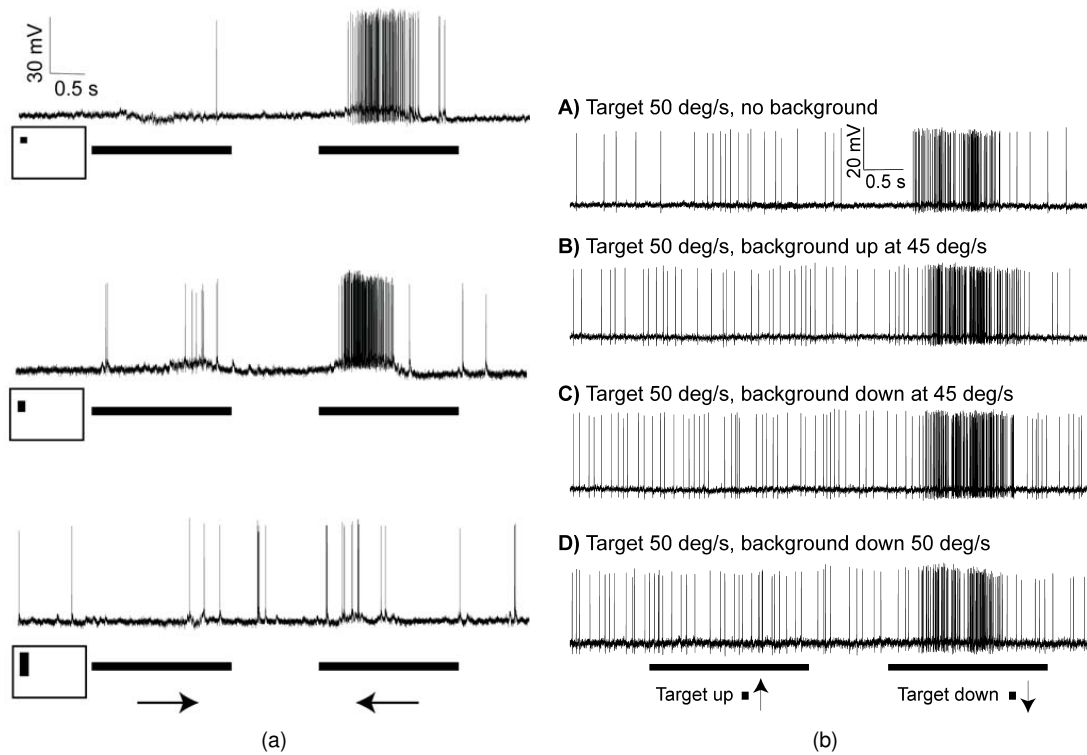 30 mV
0.5 s
(a)
A) Target 50 deg/s, no background
20 mV
0.5 s
B) Target 50 deg/s, background up at 45 deg/s
C) Target 50 deg/s, background down at 45 deg/s
D) Target 50 deg/s, background down 50 deg/s
Target up
Target down
(b)